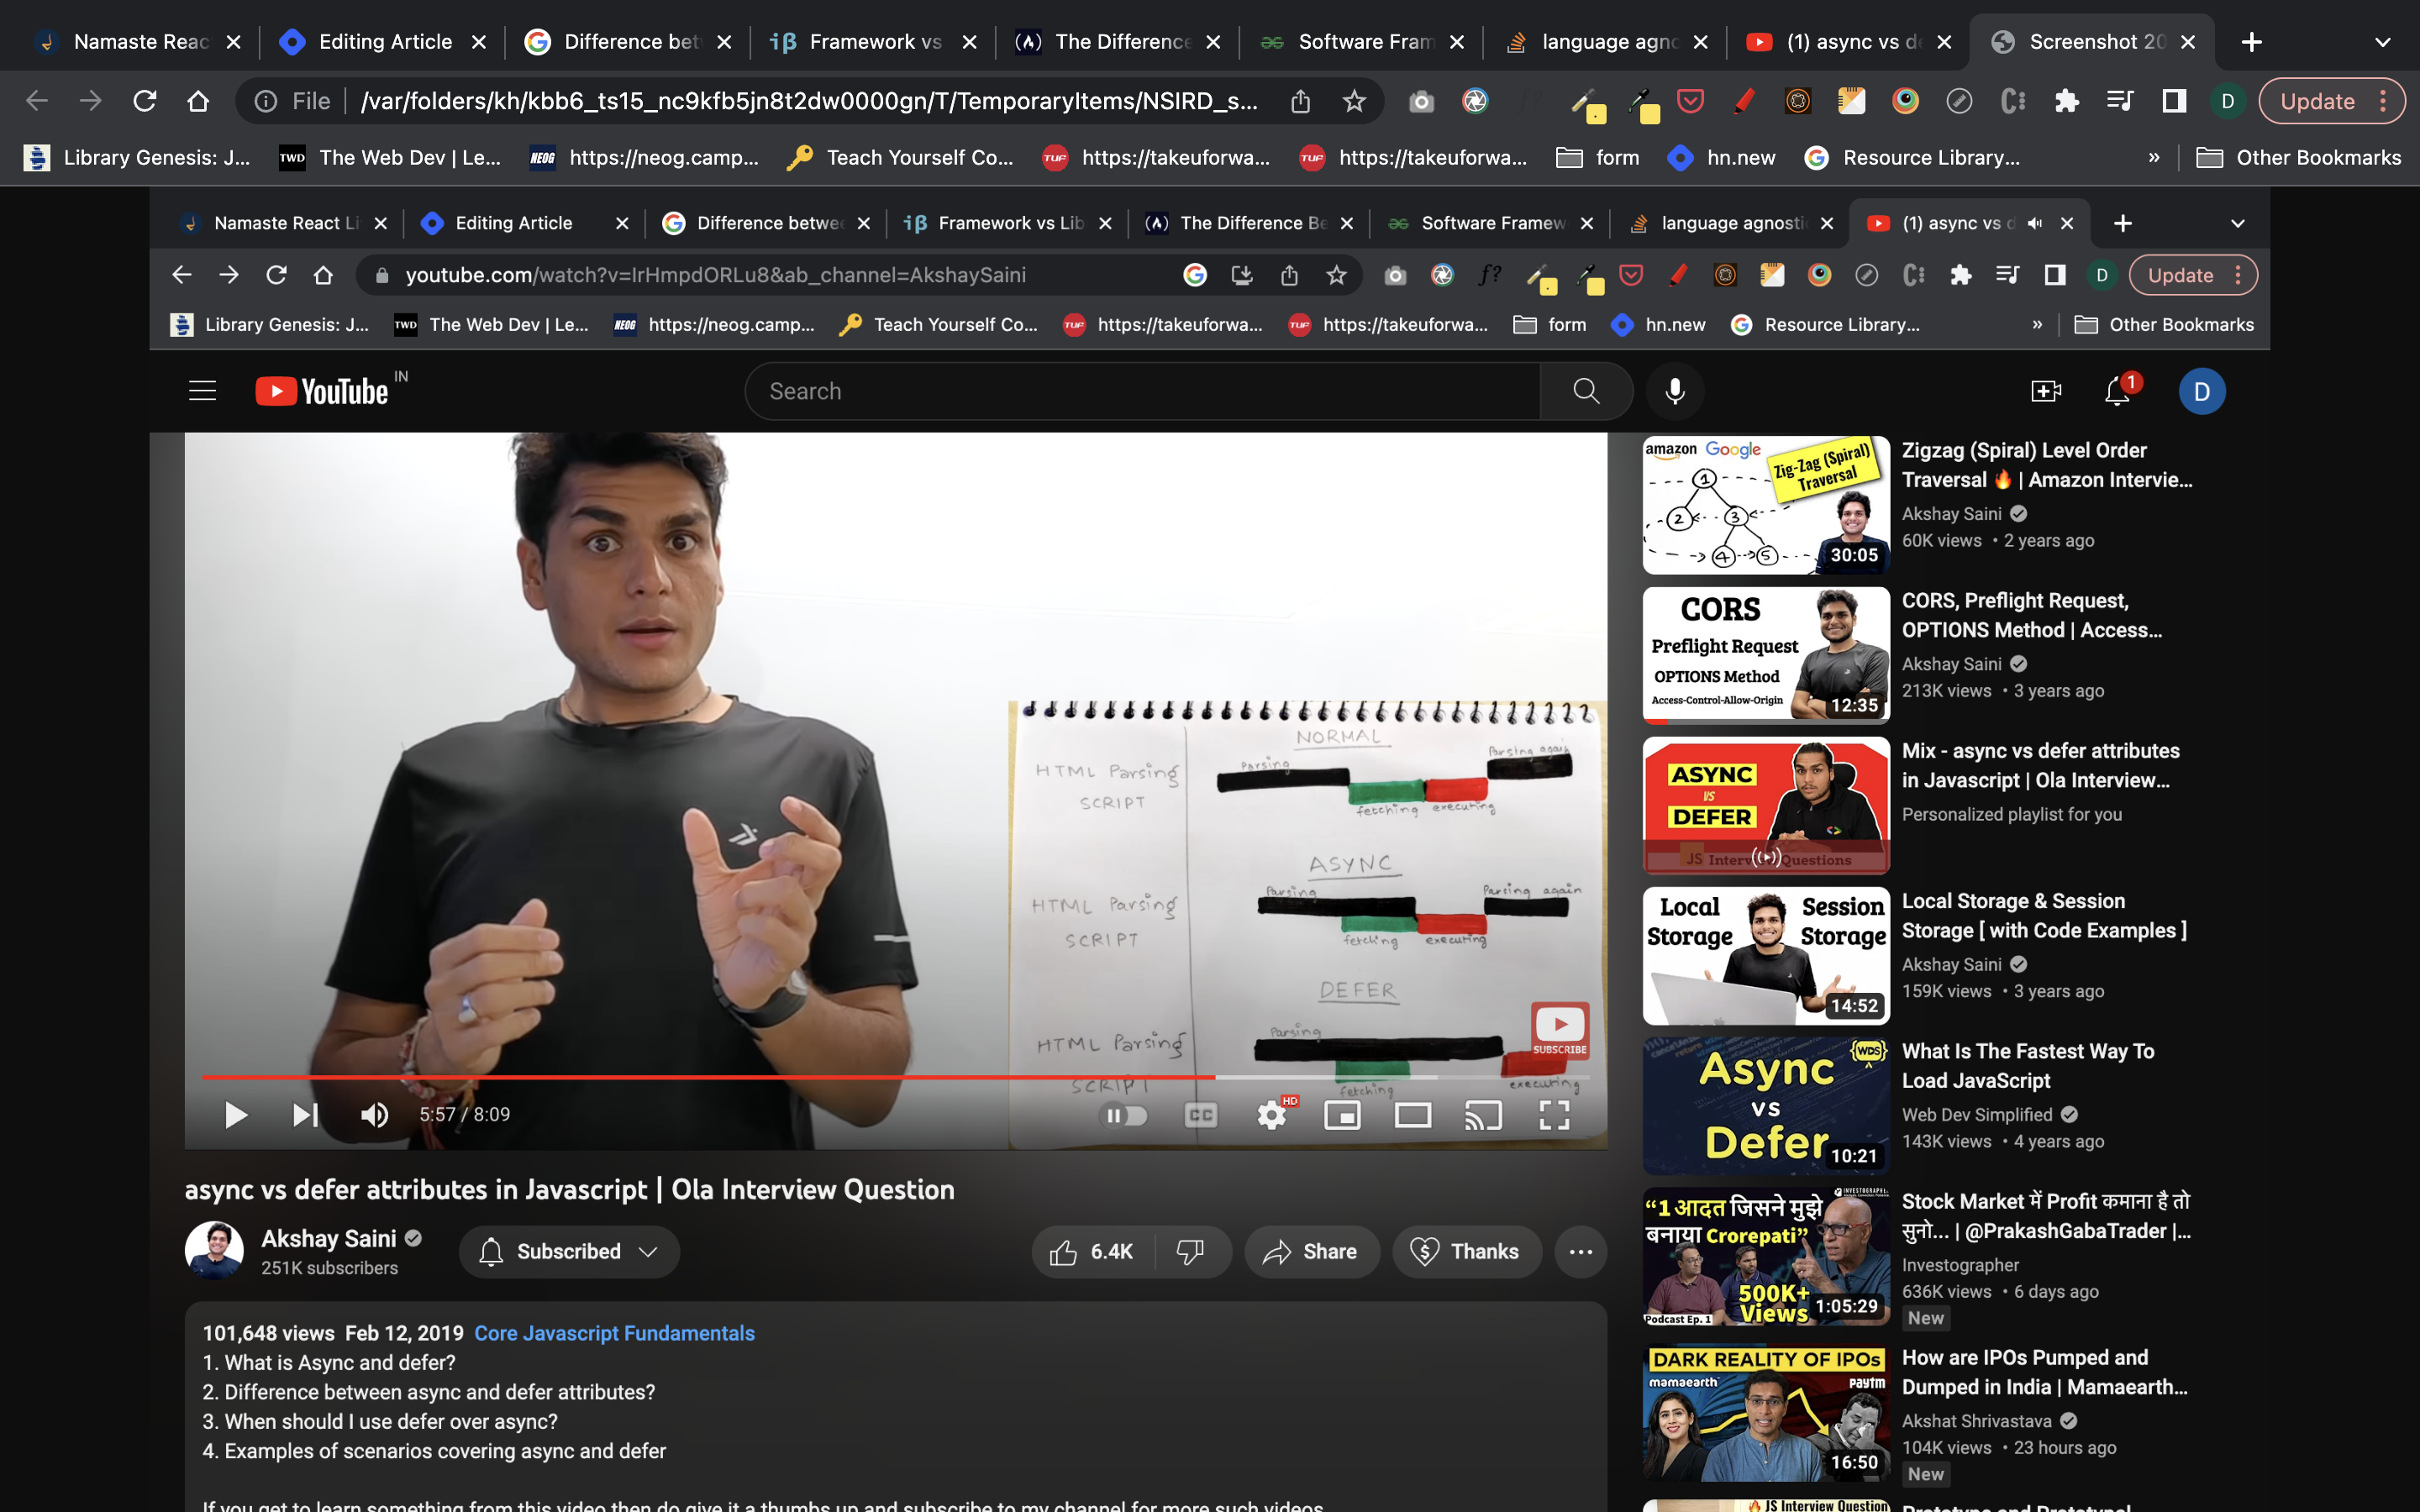 Namaste Reac
Editing Article
Difference bet
Framework vs
The Difference
Software Fram
language agno
(1) async vs de
Screenshot 20
File
/var/folders/kh/kbb6_ts15_nc9kfb5jn8t2dw0000gn/T/TemporaryItems/NSIRD_s...
D
Update
Library Genesis: J...
TWD
The Web Dev | Le...
NEOG
https://neog.camp...
Teach Yourself Co...
TUF
https://takeuforwa...
TUF
https://takeuforwa...
form
hn.new
Resource Library...
»
Other Bookmarks
Namaste React Li
Editing Article
Difference betwee
Framework vs Lib
The Difference Be
Software Framew
language agnosti
(1) async vs d
youtube.com/watch?v=IrHmpdORLu8&ab_channel=AkshaySaini
f?
D
Update
Library Genesis: J...
TWD
The Web Dev | Le...
NEOG
https://neog.camp...
Teach Yourself Co...
TUF
https://takeuforwa...
TUF
https://takeuforwa...
form
hn.new
Resource Library...
»
Other Bookmarks
YouTube IN
Search
1
D
NORMAL
HTML Parsing
SCRIPT
Parsing
Parsing again
fetching
executing
ASYNC
HTML Parsing
SCRIPT
Parsing
Parsing again
fetching
executing
DEFER
HTML Parsing
SCRIPT
Parsing
fetching
executing
SUBSCRIBE
5:57 / 8:09
CC
HD
async vs defer attributes in Javascript | Ola Interview Question
Akshay Saini
251K subscribers
Subscribed
6.4K
Share
Thanks
101,648 views Feb 12, 2019 Core Javascript Fundamentals
1. What is Async and defer?
2. Difference between async and defer attributes?
3. When should I use defer over async?
4. Examples of scenarios covering async and defer
If you get to learn something from this video then do give it a thumbs up and subscribe to my channel for more such videos
amazon Google
Zig-Zag (Spiral)
Traversal
1
2
3
4
5
30:05
Zigzag (Spiral) Level Order
Traversal 🔥 | Amazon Intervie...
Akshay Saini
60K views • 2 years ago
CORS
Preflight Request
OPTIONS Method
Access-Control-Allow-Origin
12:35
CORS, Preflight Request,
OPTIONS Method | Access...
Akshay Saini
213K views • 3 years ago
ASYNC
VS
DEFER
JS Interview Questions
Mix - async vs defer attributes
in Javascript | Ola Interview...
Personalized playlist for you
Local Storage
Session Storage
14:52
Local Storage & Session
Storage [ with Code Examples ]
Akshay Saini
159K views • 3 years ago
Async
vs
Defer
WDS
10:21
What Is The Fastest Way To
Load JavaScript
Web Dev Simplified
143K views • 4 years ago
“1 आदत जिसने मुझे
बनाया Crorepati”
500K+
Views
Podcast Ep. 1
1:05:29
Stock Market में Profit कमाना है तो
सुनो... | @PrakashGabaTrader |...
Investographer
636K views • 6 days ago
New
DARK REALITY OF IPOs
mamaearth
paytm
16:50
How are IPOs Pumped and
Dumped in India | Mamaearth...
Akshat Shrivastava
104K views • 23 hours ago
New
JS Interview Question